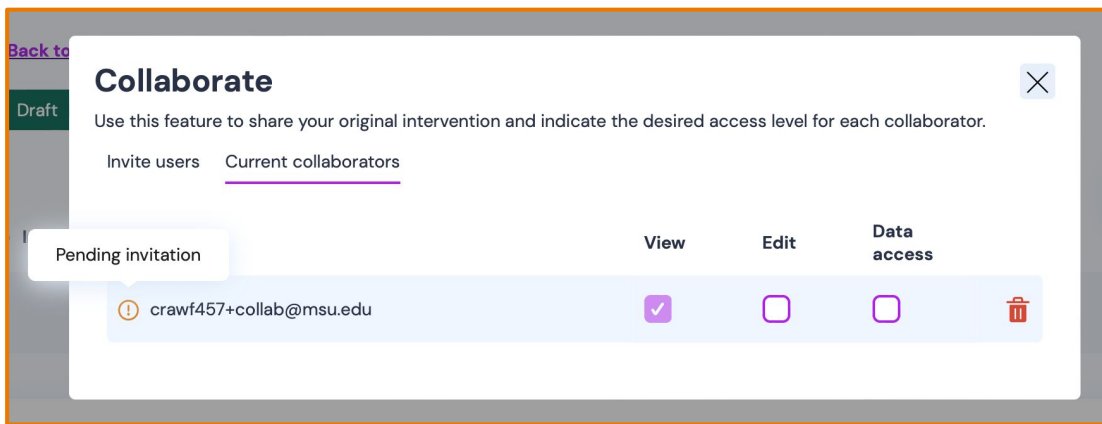 Back to
Collaborate
Draft
Use this feature to share your original intervention and indicate the desired access level for each collaborator.
Invite users Current collaborators
Pending invitation
View Edit Data access
crawf457+collab@msu.edu